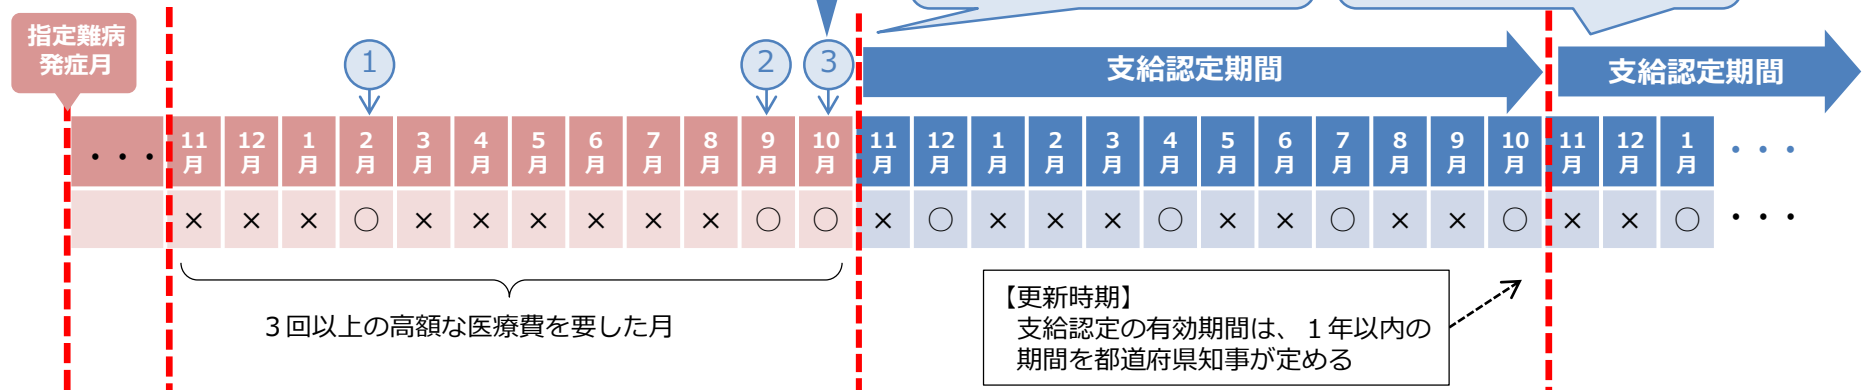 指定難病
発症月
①
②
③
支給認定期間
支給認定期間
・・・ 11月 12月 1月 2月 3月 4月 5月 6月 7月 8月 9月 10月 11月 12月 1月 2月 3月 4月 5月 6月 7月 8月 9月 10月 11月 12月 1月 ・・・
× × × ○ × × × × × × ○ ○ × ○ × × × ○ × × ○ × × ○ × × ○ ・・・
３回以上の高額な医療費を要した月
【更新時期】
支給認定の有効期間は、１年以内の
期間を都道府県知事が定める